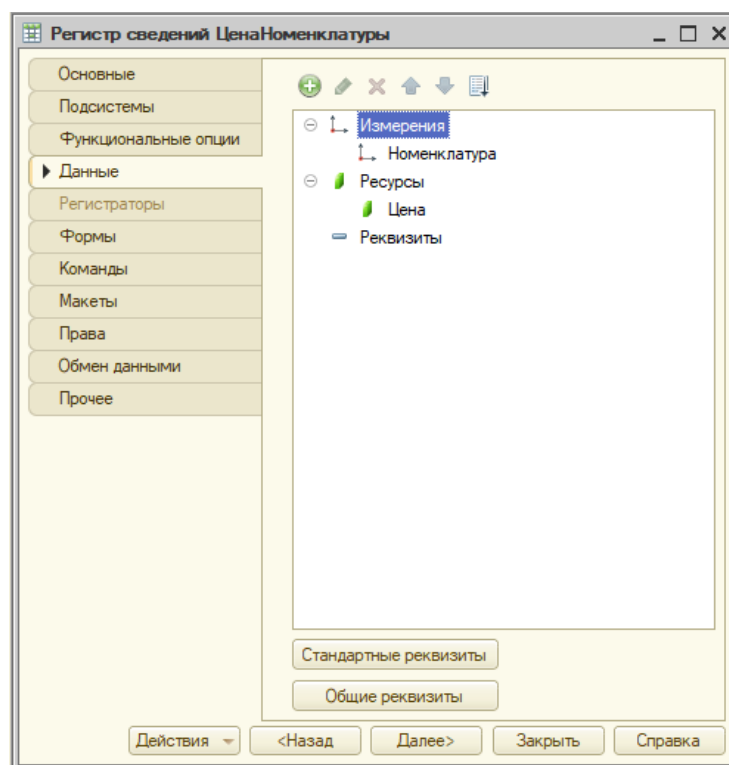 Регистр сведений ЦенаНоменклатуры
Основные
Подсистемы
Функциональные опции
Данные
Регистраторы
Формы
Команды
Макеты
Права
Обмен данными
Прочее
Измерения
Номенклатура
Ресурсы
Цена
Реквизиты
Стандартные реквизиты
Общие реквизиты
Действия
<Назад
Далее>
Закрыть
Справка